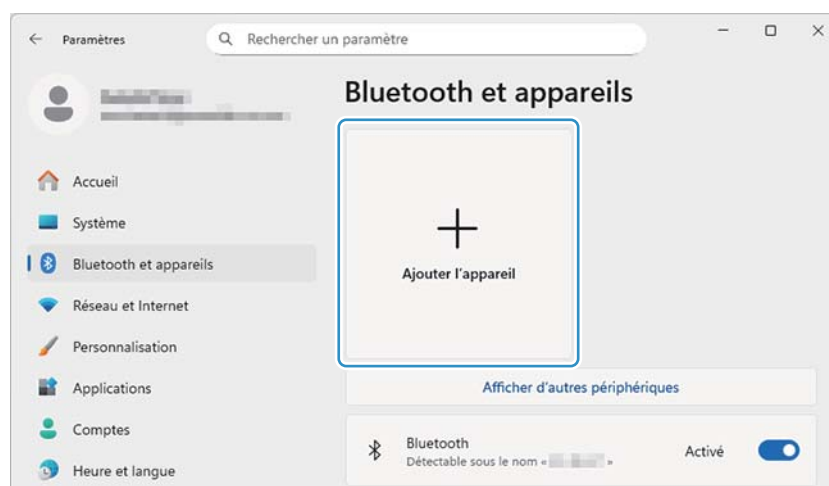 Paramètres
Rechercher un paramètre
Bluetooth et appareils
Accueil
Système
Bluetooth et appareils
Réseau et Internet
Personnalisation
Applications
Comptes
Heure et langue
Ajouter l'appareil
Afficher d'autres périphériques
Bluetooth
Détectable sous le nom « »
Activé